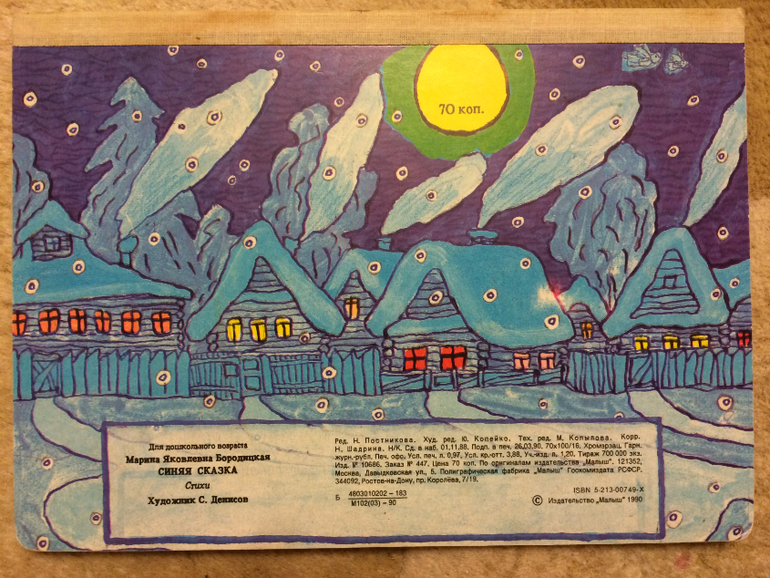 70 коп.
Для дошкольного возраста
Марина Яковлевна Бородицкая
СИНЯЯ СКАЗКА
Стихи
Художник С. Денисов
Ред. Н. Постникова. Худ. ред. Ю. Копейко. Тех. ред. М. Копылова. Корр.
Н. Шадрина. Н/К. Сд. в наб. 01.11.88. Подп. в печ. 26.03.90. 70х100/16. Хромэрзац. Гарн.
журн.-рубл. Печ. офс. Усл. печ. л. 0,97. Усл. кр.-отт. 3,88. Уч.-изд. л. 1,20. Тираж 700 000 экз.
Изд. № 10686. Заказ № 447. Цена 70 коп. По оригиналам издательства „Малыш". 121352,
Москва, Давыдковская ул., 5. Полиграфическая фабрика „Малыш" Госкомиздата РСФСР.
344092, Ростов-на-Дону, пр. Королёва, 7/19.
Б 4803010202 – 183
М102(03) – 90
ISBN 5-213-00749-X
© Издательство „Малыш" 1990